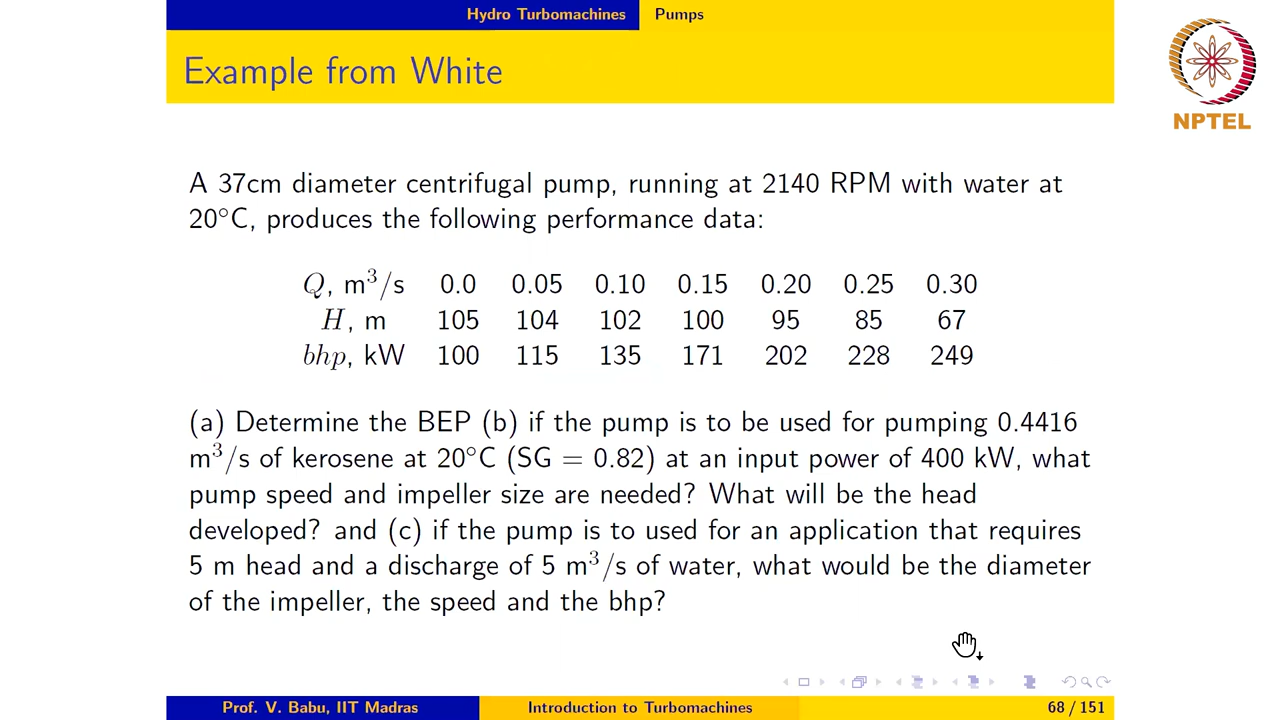 Hydro Turbomachines Pumps
Example from White
NPTEL
A 37cm diameter centrifugal pump, running at 2140 RPM with water at
20°C, produces the following performance data:
Q, m³/s 0.0 0.05 0.10 0.15 0.20 0.25 0.30
H, m 105 104 102 100 95 85 67
bhp, kW 100 115 135 171 202 228 249
(a) Determine the BEP (b) if the pump is to be used for pumping 0.4416
m³/s of kerosene at 20°C (SG = 0.82) at an input power of 400 kW, what
pump speed and impeller size are needed? What will be the head
developed? and (c) if the pump is to used for an application that requires
5 m head and a discharge of 5 m³/s of water, what would be the diameter
of the impeller, the speed and the bhp?
Prof. V. Babu, IIT Madras Introduction to Turbomachines 68 / 151